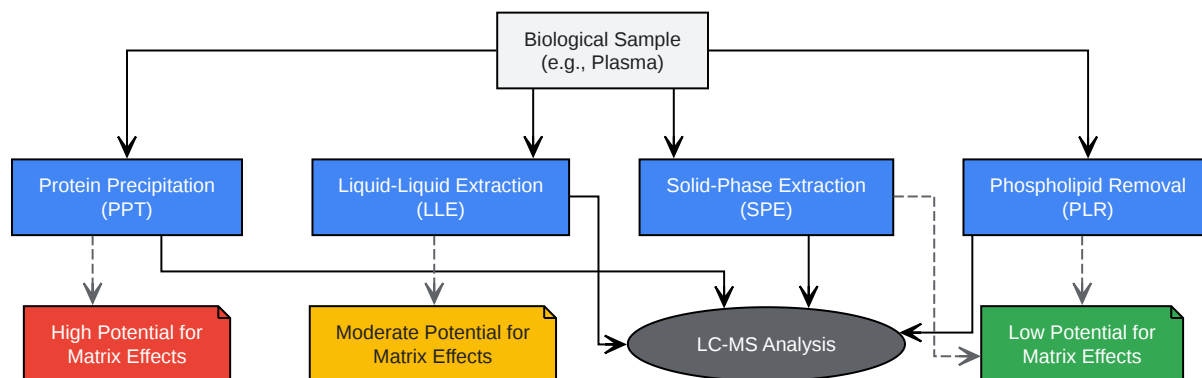 Biological Sample
(e.g., Plasma)
Protein Precipitation
(PPT)
Liquid-Liquid Extraction
(LLE)
Solid-Phase Extraction
(SPE)
Phospholipid Removal
(PLR)
High Potential for
Matrix Effects
Moderate Potential for
Matrix Effects
LC-MS Analysis
Low Potential for
Matrix Effects